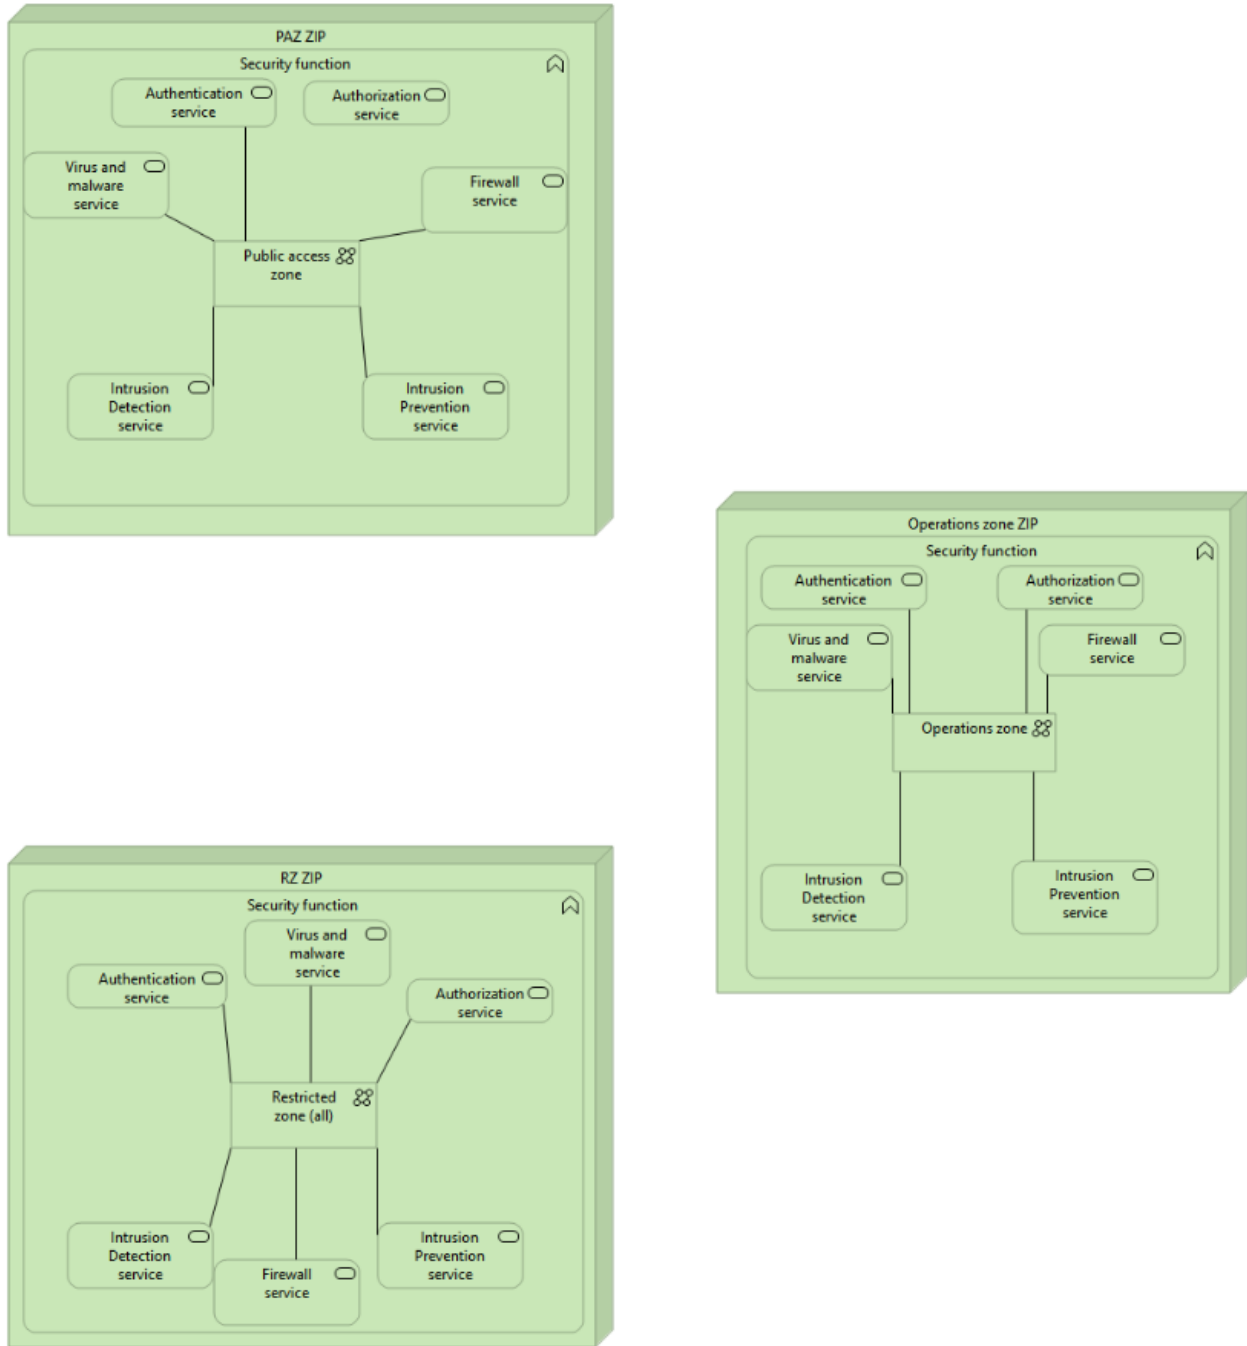 PAZ ZIP
Security function
Authentication
service
Authorization
service
Virus and
malware
service
Firewall
service
Public access
zone
Intrusion
Detection
service
Intrusion
Prevention
service
Operations zone ZIP
Security function
Authentication
service
Authorization
service
Virus and
malware
service
Firewall
service
Operations zone
Intrusion
Detection
service
Intrusion
Prevention
service
RZ ZIP
Security function
Virus and
malware
service
Authentication
service
Authorization
service
Restricted
zone (all)
Intrusion
Detection
service
Firewall
service
Intrusion
Prevention
service